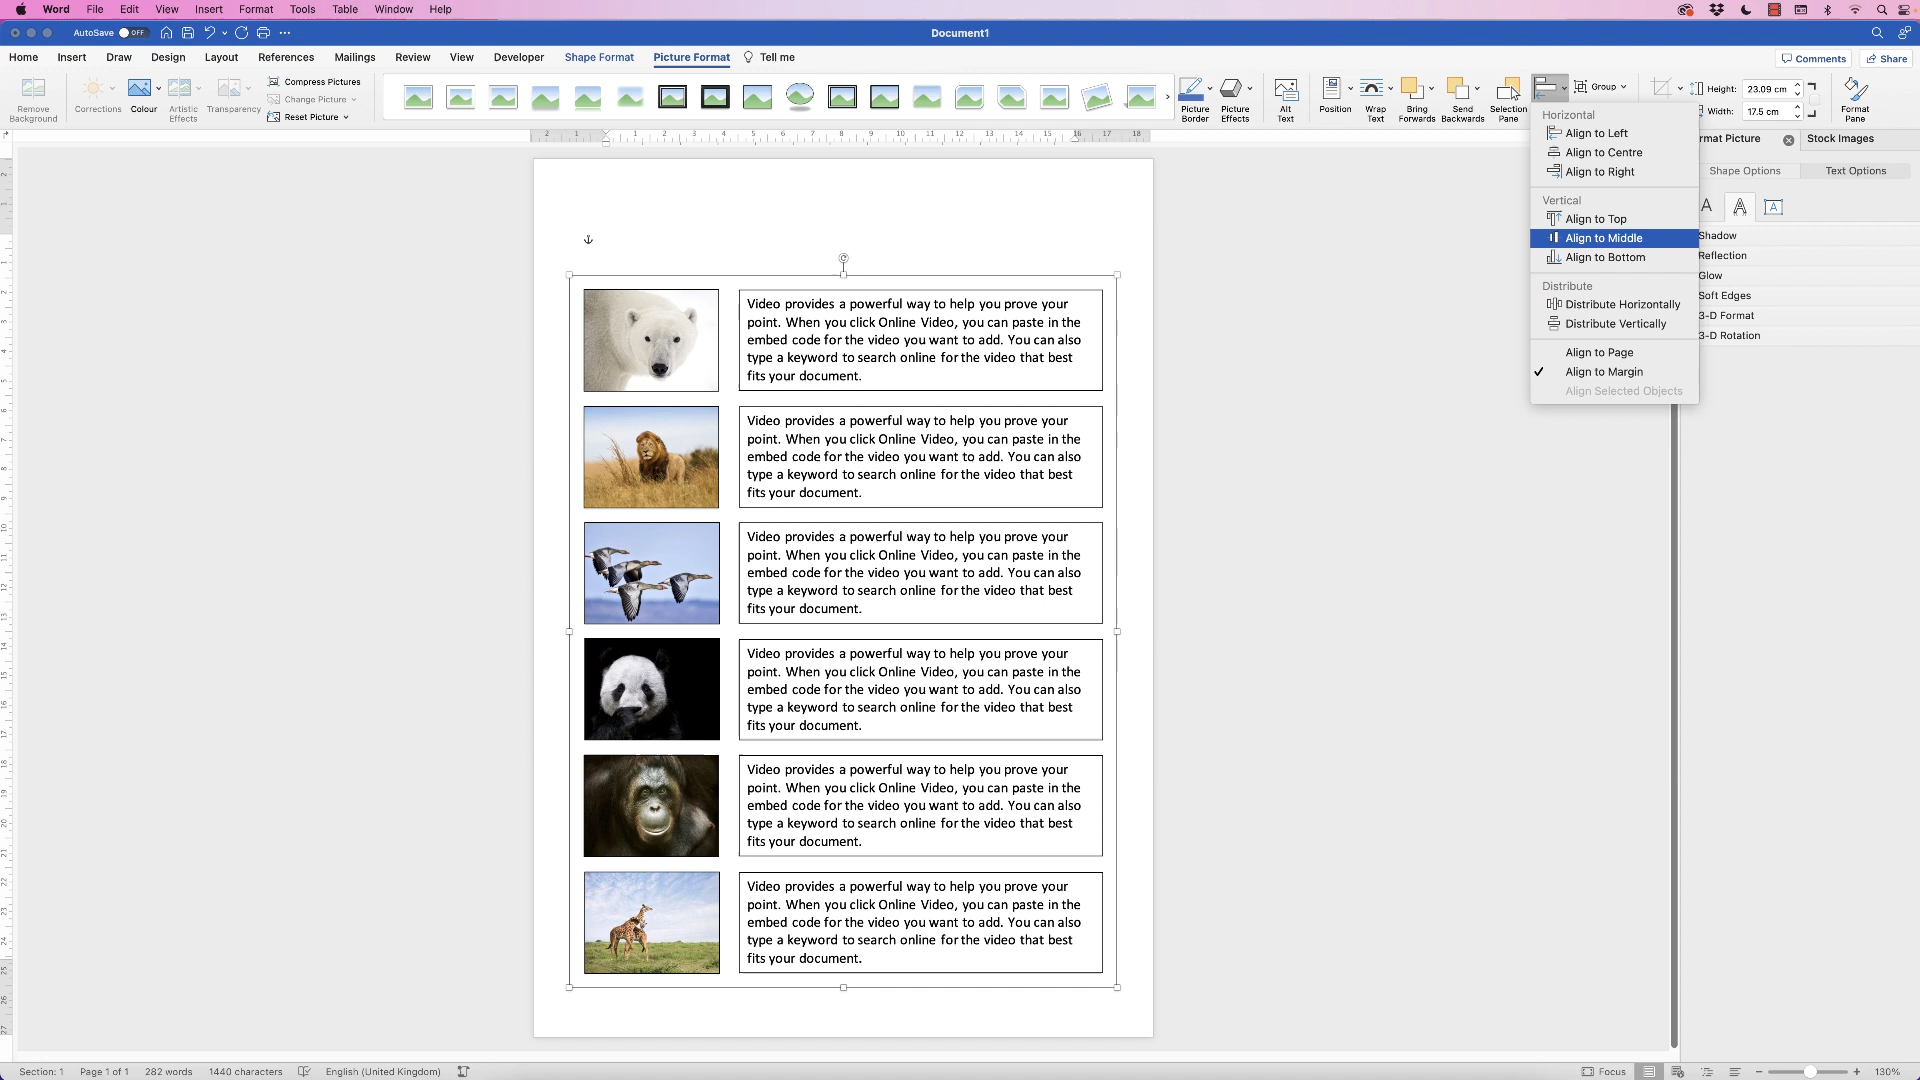 Word File Edit View Insert Format Tools Table Window Help
AutoSave OFF Document1
Home Insert Draw Design Layout References Mailings Review View Developer Shape Format Picture Format Tell me Comments Share
Remove Background
Corrections
Colour
Artistic Effects
Transparency
Compress Pictures
Change Picture
Reset Picture
Picture Border
Picture Effects
Alt Text
Position
Wrap Text
Bring Forwards
Send Backwards
Selection Pane
Group
Height: 23.09 cm
Width: 17.5 cm
Format Pane
2 1 1 2 3 4 5 6 7 8 9 10 11 12 13 14 15 16 17 18
Horizontal
Align to Left
Align to Centre
Align to Right
Vertical
Align to Top
Align to Middle
Align to Bottom
Distribute
Distribute Horizontally
Distribute Vertically
Align to Page
Align to Margin
Align Selected Objects
rmat Picture Stock Images
Shape Options Text Options
Shadow
Reflection
Glow
Soft Edges
3-D Format
3-D Rotation
Video provides a powerful way to help you prove your
point. When you click Online Video, you can paste in the
embed code for the video you want to add. You can also
type a keyword to search online for the video that best
fits your document.
Video provides a powerful way to help you prove your
point. When you click Online Video, you can paste in the
embed code for the video you want to add. You can also
type a keyword to search online for the video that best
fits your document.
Video provides a powerful way to help you prove your
point. When you click Online Video, you can paste in the
embed code for the video you want to add. You can also
type a keyword to search online for the video that best
fits your document.
Video provides a powerful way to help you prove your
point. When you click Online Video, you can paste in the
embed code for the video you want to add. You can also
type a keyword to search online for the video that best
fits your document.
Video provides a powerful way to help you prove your
point. When you click Online Video, you can paste in the
embed code for the video you want to add. You can also
type a keyword to search online for the video that best
fits your document.
Video provides a powerful way to help you prove your
point. When you click Online Video, you can paste in the
embed code for the video you want to add. You can also
type a keyword to search online for the video that best
fits your document.
Section: 1 Page 1 of 1 282 words 1440 characters English (United Kingdom) Focus 130%